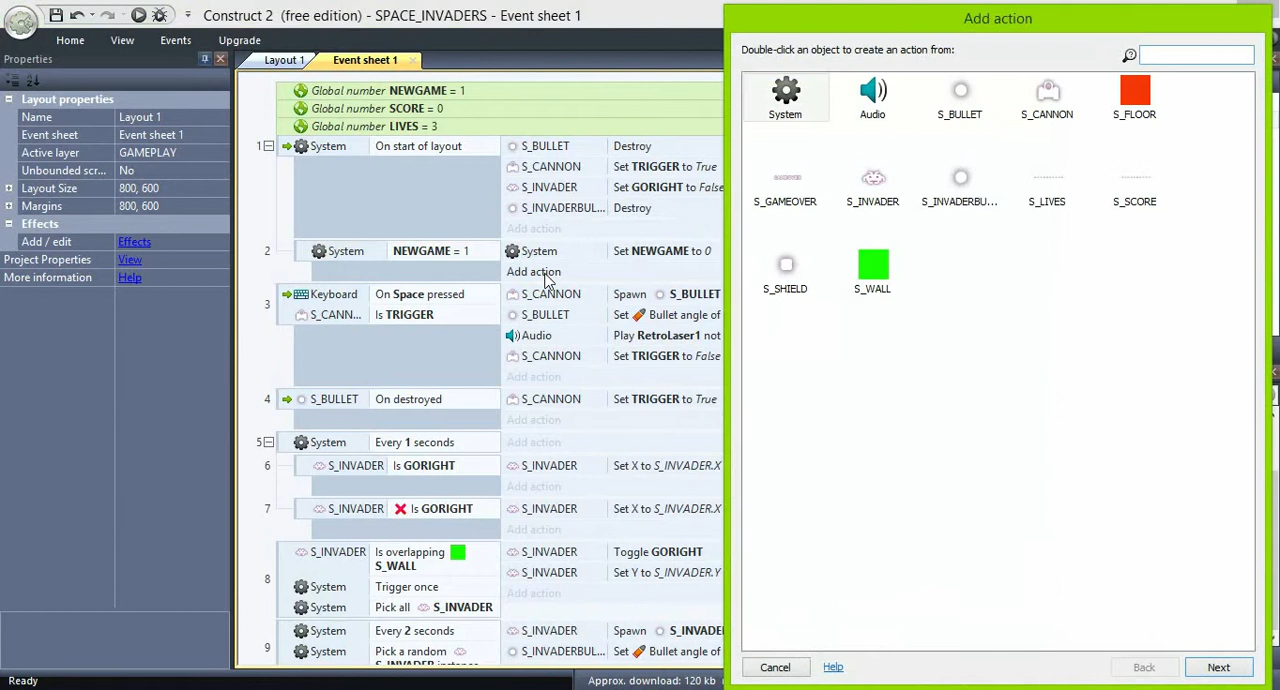 Construct 2 (free edition) - SPACE_INVADERS - Event sheet 1
Home View Events Upgrade
Properties
Layout properties
Name Layout 1
Event sheet Event sheet 1
Active layer GAMEPLAY
Unbounded scr... No
Layout Size 800, 600
Margins 800, 600
Effects
Add / edit Effects
Project Properties View
More information Help
Ready
Layout 1 Event sheet 1
Global number NEWGAME = 1
Global number SCORE = 0
Global number LIVES = 3
1 System On start of layout S_BULLET Destroy
S_CANNON Set TRIGGER to True
S_INVADER Set GORIGHT to False
S_INVADERBUL... Destroy
Add action
2 System NEWGAME = 1 System Set NEWGAME to 0
Add action
3 Keyboard On Space pressed S_CANNON Spawn S_BULLET
S_CANN... Is TRIGGER S_BULLET Set Bullet angle of
Audio Play RetroLaser1 not
S_CANNON Set TRIGGER to False
Add action
4 S_BULLET On destroyed S_CANNON Set TRIGGER to True
Add action
5 System Every 1 seconds Add action
6 S_INVADER Is GORIGHT S_INVADER Set X to S_INVADER.X
Add action
7 S_INVADER Is GORIGHT S_INVADER Set X to S_INVADER.X
Add action
8 S_INVADER Is overlapping S_INVADER Toggle GORIGHT
S_WALL S_INVADER Set Y to S_INVADER.Y
System Trigger once Add action
System Pick all S_INVADER
9 System Every 2 seconds S_INVADER Spawn S_INVADE
System Pick a random S_INVADERBUL... Set Bullet angle of
S_INVADER instance
Approx. download: 120 kb
Add action
Double-click an object to create an action from:
System Audio S_BULLET S_CANNON S_FLOOR
S_GAMEOVER S_INVADER S_INVADERBU... S_LIVES S_SCORE
S_SHIELD S_WALL
Cancel Help Back Next